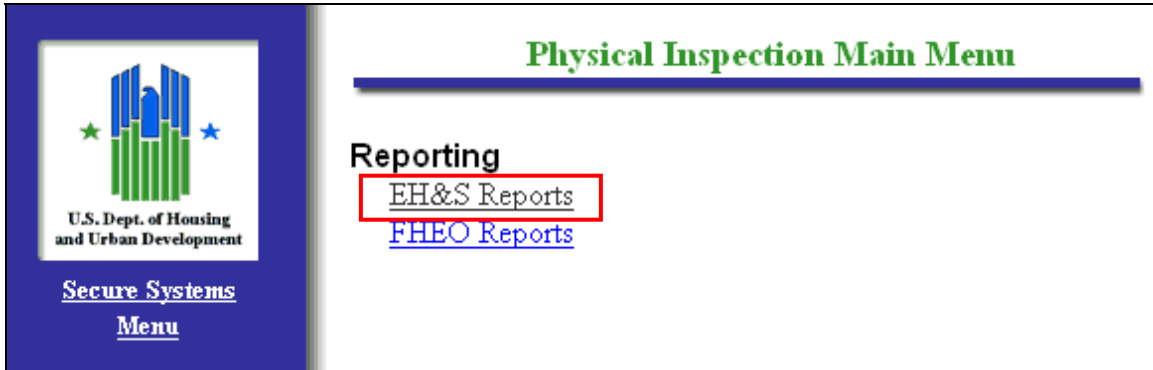 U.S. Dept. of Housing
and Urban Development
Secure Systems
Menu
Physical Inspection Main Menu
Reporting
EH&S Reports
FHEO Reports